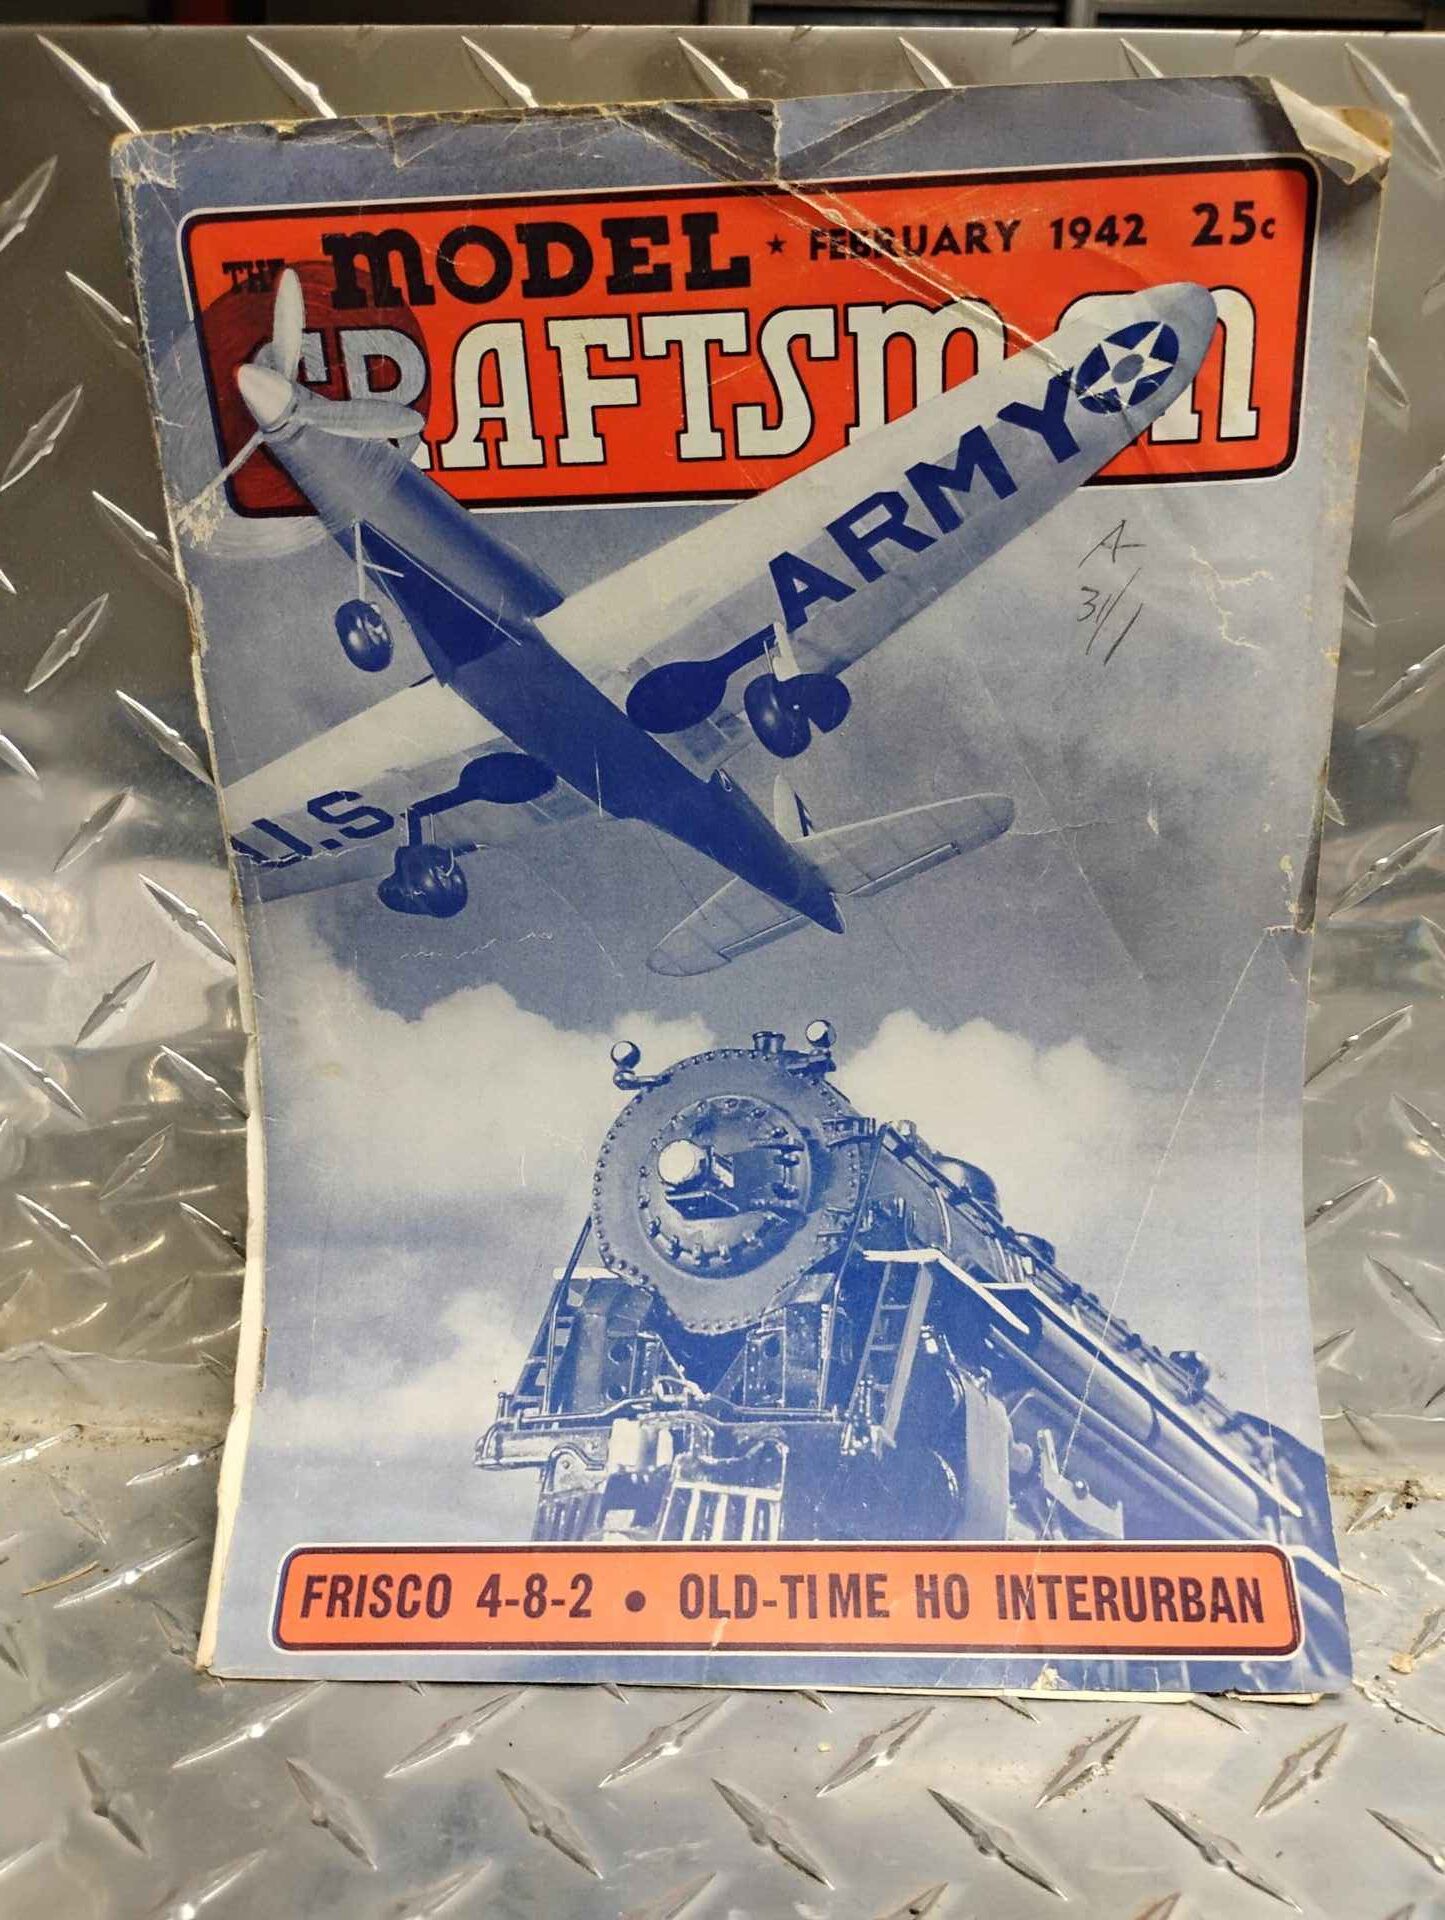 THE MODEL ★ FEBRUARY 1942 25c
CRAFTSMAN
ARMY
U.S.
A-
31/1
FRISCO 4-8-2 • OLD-TIME HO INTERURBAN